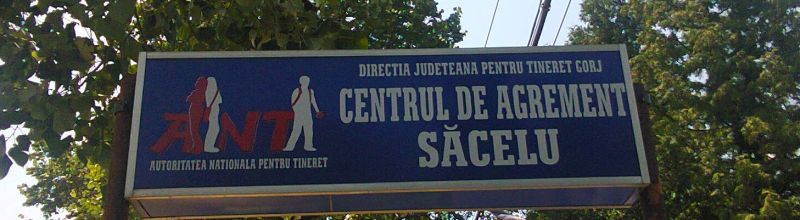 DIRECTIA JUDETEANA PENTRU TINERET GORJ
CENTRUL DE AGREMENT
SĂCELU
ANT
AUTORITATEA NATIONALA PENTRU TINERET